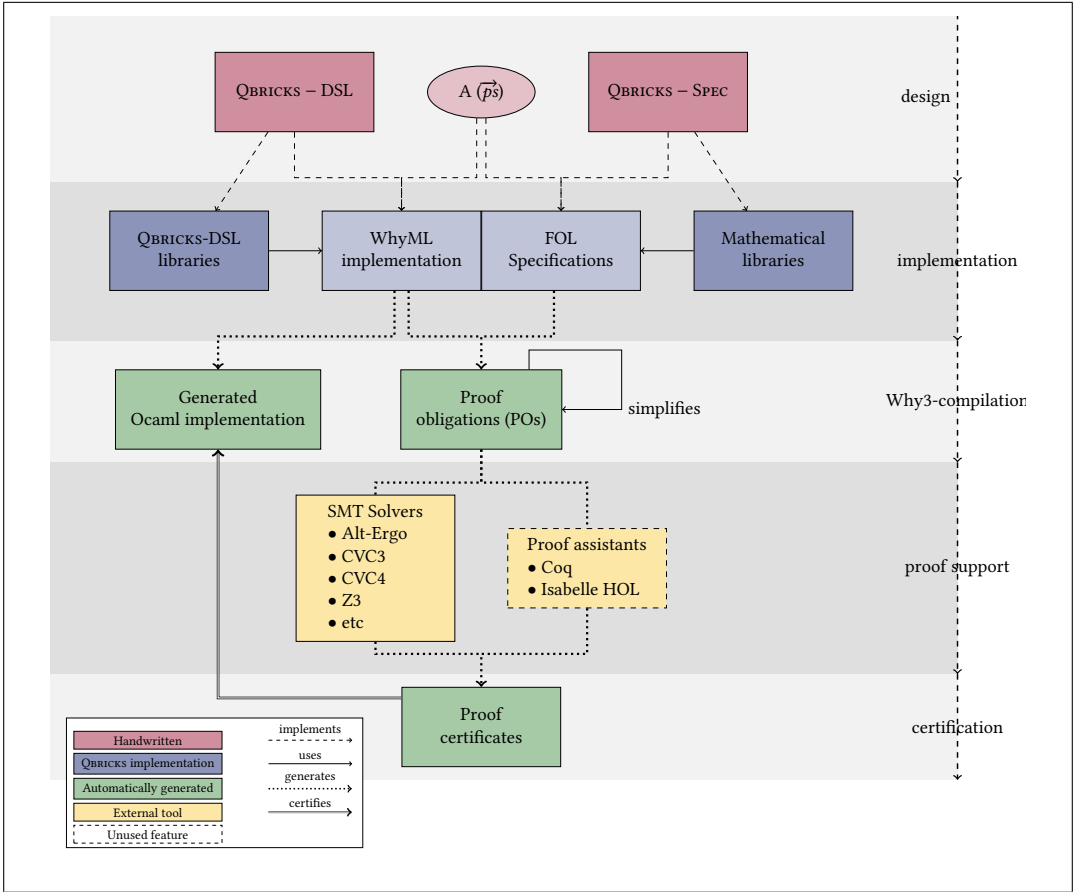 QBRICKS – DSL
A (ps)
QBRICKS – SPEC
design
QBRICKS-DSL
libraries
WhyML
implementation
FOL
Specifications
Mathematical
libraries
implementation
Generated
Ocaml implementation
Proof
obligations (POs)
simplifies
Why3-compilation
SMT Solvers
● Alt-Ergo
● CVC3
● CVC4
● Z3
● etc
Proof assistants
● Coq
● Isabelle HOL
proof support
Proof
certificates
certification
Handwritten
QBRICKS implementation
Automatically generated
External tool
Unused feature
implements
uses
generates
certifies